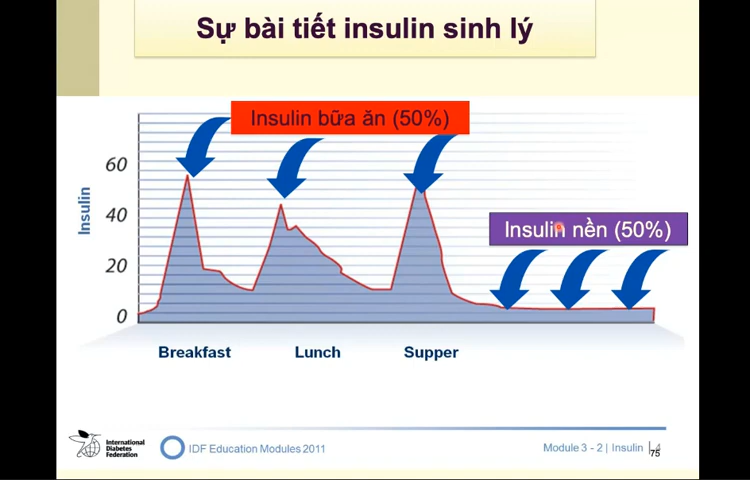 Sự bài tiết insulin sinh lý
Insulin bữa ăn (50%)
Insulin nền (50%)
Insulin
60
40
20
0
Breakfast
Lunch
Supper
International
Diabetes
Federation
IDF Education Modules 2011
Module 3 - 2 | Insulin |
75